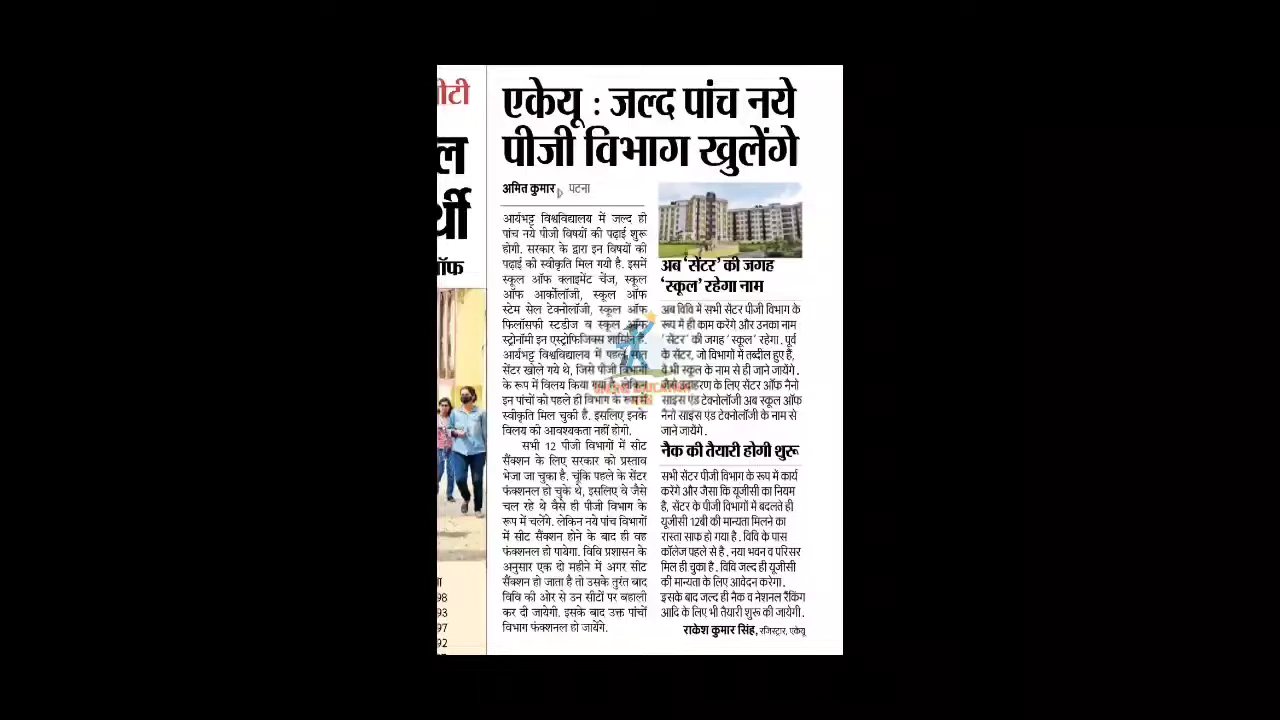 ीटी
ल
र्थी
ऑफ
98
93
97
92
एकेयू : जल्द पांच नये
पीजी विभाग खुलेंगे
अमित कुमार पटना
आर्यभट्ट विश्वविद्यालय में जल्द ही
पांच नये पीजी विषयों की पढ़ाई शुरू
होगी. सरकार के द्वारा इन विषयों की
पढ़ाई को स्वीकृति मिल गयी है. इसमें
स्कूल ऑफ क्लाइमेंट चेंज, स्कूल
ऑफ आर्कोलॉजी, स्कूल ऑफ
स्टेम सेल टेक्नोलॉजी, स्कूल ऑफ
फिलॉसफी स्टडीज व स्कूल ऑफ
स्ट्रोनॉमी इन एस्ट्रोफिजिक्स शामिल है.
आर्यभट्ट विश्वविद्यालय में पहले सात
सेंटर खोले गये थे, जिसे पीजी विभागों
के रूप में विलय किया गया है. लेकिन
इन पांचों को पहले ही विभाग के रूप में
स्वीकृति मिल चुकी है. इसलिए इनके
विलय की आवश्यकता नहीं होगी.
सभी 12 पीजी विभागों में सीट
सैंक्शन के लिए सरकार को प्रस्ताव
भेजा जा चुका है. चूंकि पहले के सेंटर
फंक्शनल हो चुके थे, इसलिए वे जैसे
चल रहे थे वैसे ही पीजी विभाग के
रूप में चलेंगे. लेकिन नये पांच विभागों
में सीट सैंक्शन होने के बाद ही वह
फंक्शनल हो पायेगा. विवि प्रशासन के
अनुसार एक दो महीने में अगर सीट
सैंक्शन हो जाता है तो उसके तुरंत बाद
विवि की ओर से उन सीटों पर बहाली
कर दी जायेगी. इसके बाद उक्त पांचों
विभाग फंक्शनल हो जायेंगे.
अब 'सेंटर' की जगह
'स्कूल' रहेगा नाम
अब विवि में सभी सेंटर पीजी विभाग के
रूप में ही काम करेंगे और उनका नाम
'सेंटर' की जगह 'स्कूल' रहेगा. पूर्व
के सेंटर, जो विभागों में तब्दील हुए हैं,
वे भी स्कूल के नाम से ही जाने जायेंगे.
जैसे उदाहरण के लिए सेंटर ऑफ नैनो
साइंस एंड टेक्नोलॉजी अब स्कूल ऑफ
नैनो साइंस एंड टेक्नोलॉजी के नाम से
जाने जायेंगे.
नैक की तैयारी होगी शुरू
सभी सेंटर पीजी विभाग के रूप में कार्य
करेंगे और जैसा कि यूजीसी का नियम
है, सेंटर के पीजी विभागों में बदलते ही
यूजीसी 12बी की मान्यता मिलने का
रास्ता साफ हो गया है. विवि के पास
कॉलेज पहले से है, नया भवन व परिसर
मिल ही चुका है. विवि जल्द ही यूजीसी
की मान्यता के लिए आवेदन करेगा.
इसके बाद जल्द ही नैक व नेशनल रैंकिंग
आदि के लिए भी तैयारी शुरू की जायेगी.
राकेश कुमार सिंह, रजिस्ट्रार, एकेयू